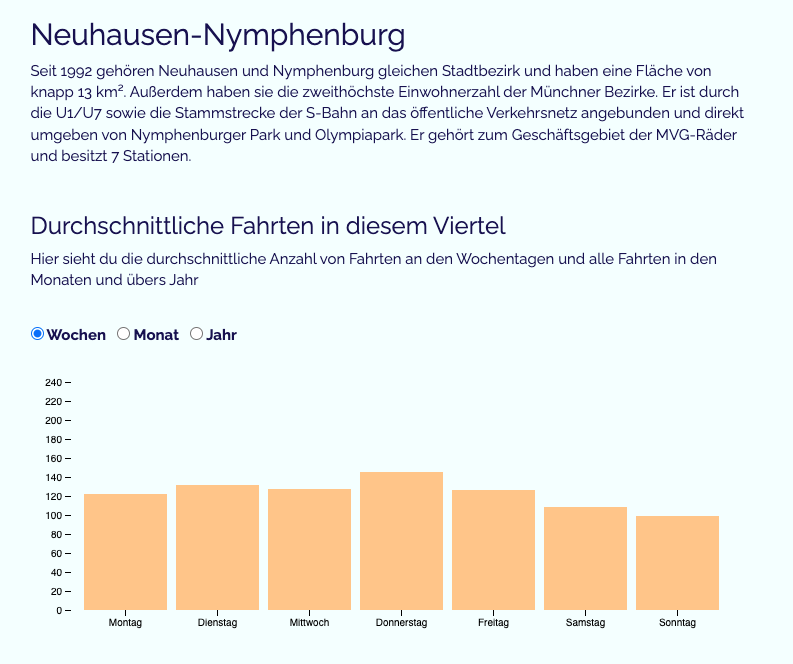 Neuhausen-Nymphenburg
Seit 1992 gehören Neuhausen und Nymphenburg gleichen Stadtbezirk und haben eine Fläche von
knapp 13 km². Außerdem haben sie die zweithöchste Einwohnerzahl der Münchner Bezirke. Er ist durch
die U1/U7 sowie die Stammstrecke der S-Bahn an das öffentliche Verkehrsnetz angebunden und direkt
umgeben von Nymphenburger Park und Olympiapark. Er gehört zum Geschäftsgebiet der MVG-Räder
und besitzt 7 Stationen.
Durchschnittliche Fahrten in diesem Viertel
Hier sieht du die durchschnittliche Anzahl von Fahrten an den Wochentagen und alle Fahrten in den
Monaten und übers Jahr
Wochen Monat Jahr
240
220
200
180
160
140
120
100
80
60
40
20
0
Montag Dienstag Mittwoch Donnerstag Freitag Samstag Sonntag